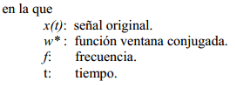 en la que
x(t): señal original.
w* : función ventana conjugada.
f: frecuencia.
t: tiempo.